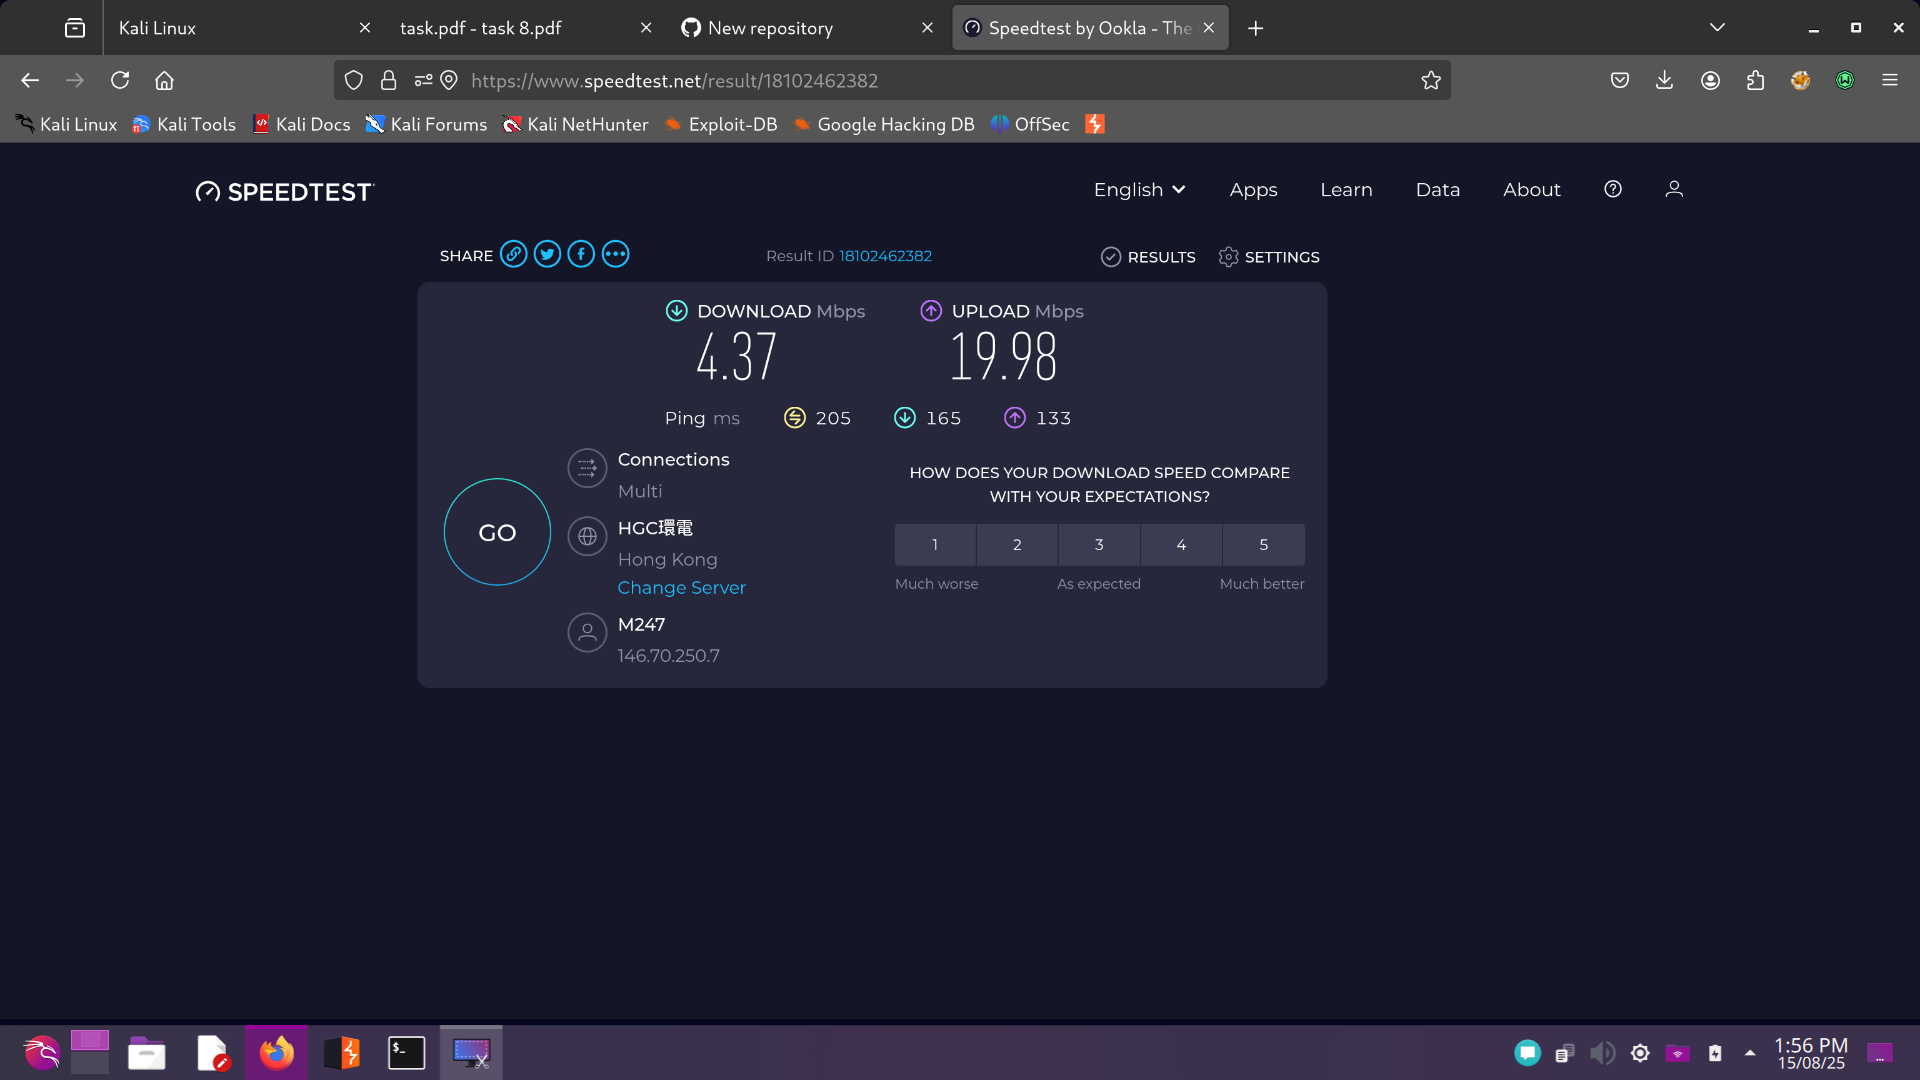 Kali Linux
task.pdf - task 8.pdf
New repository
Speedtest by Ookla - The
https://www.speedtest.net/result/18102462382
Kali Linux
Kali Tools
Kali Docs
Kali Forums
Kali NetHunter
Exploit-DB
Google Hacking DB
OffSec
SPEEDTEST
English
Apps
Learn
Data
About
SHARE
Result ID 18102462382
RESULTS
SETTINGS
DOWNLOAD Mbps
4.37
UPLOAD Mbps
19.98
Ping ms
205
165
133
GO
Connections
Multi
HGC環電
Hong Kong
Change Server
M247
146.70.250.7
HOW DOES YOUR DOWNLOAD SPEED COMPARE
WITH YOUR EXPECTATIONS?
1
2
3
4
5
Much worse
As expected
Much better
$_
1:56 PM
15/08/25